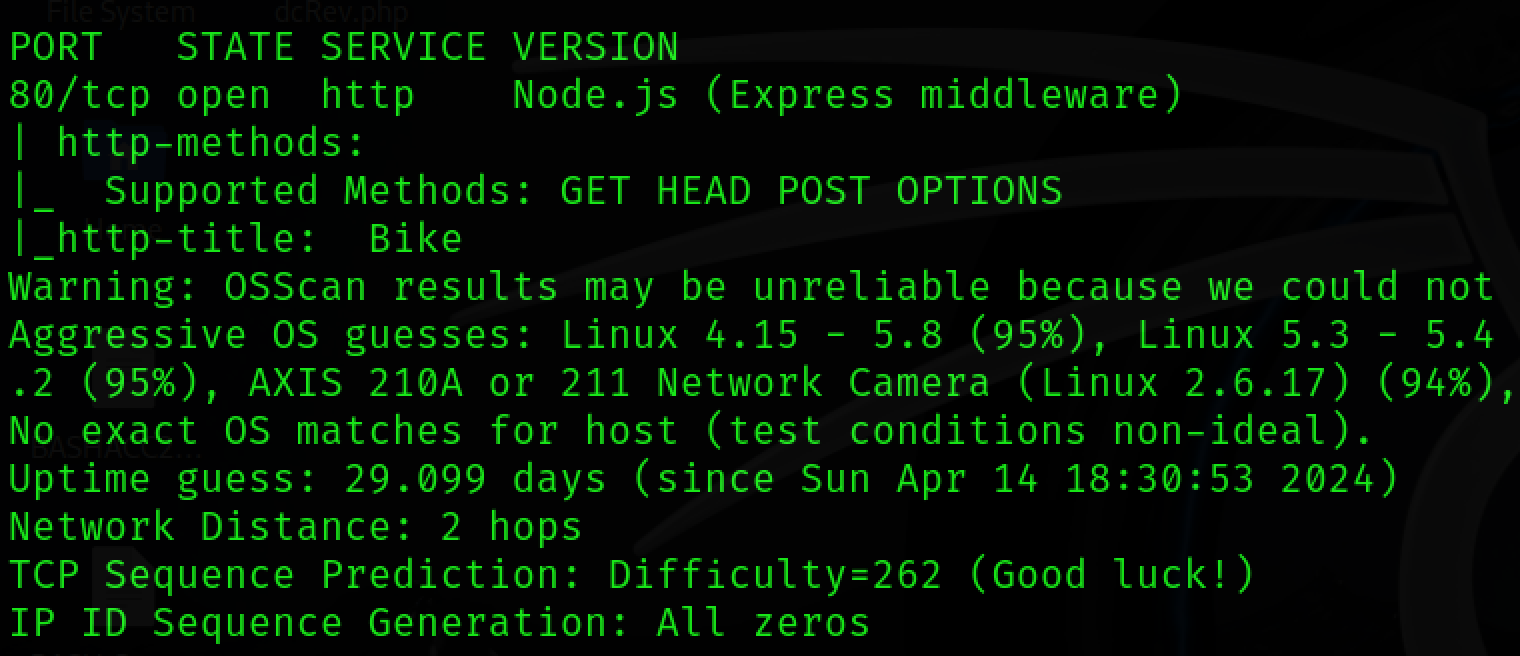 File System dcRev.php
PORT   STATE SERVICE VERSION
80/tcp open  http    Node.js (Express middleware)
| http-methods:
|_  Supported Methods: GET HEAD POST OPTIONS
|_http-title:  Bike
Warning: OSScan results may be unreliable because we could not
Aggressive OS guesses: Linux 4.15 - 5.8 (95%), Linux 5.3 - 5.4
.2 (95%), AXIS 210A or 211 Network Camera (Linux 2.6.17) (94%),
No exact OS matches for host (test conditions non-ideal).
Uptime guess: 29.099 days (since Sun Apr 14 18:30:53 2024)
Network Distance: 2 hops
TCP Sequence Prediction: Difficulty=262 (Good luck!)
IP ID Sequence Generation: All zeros